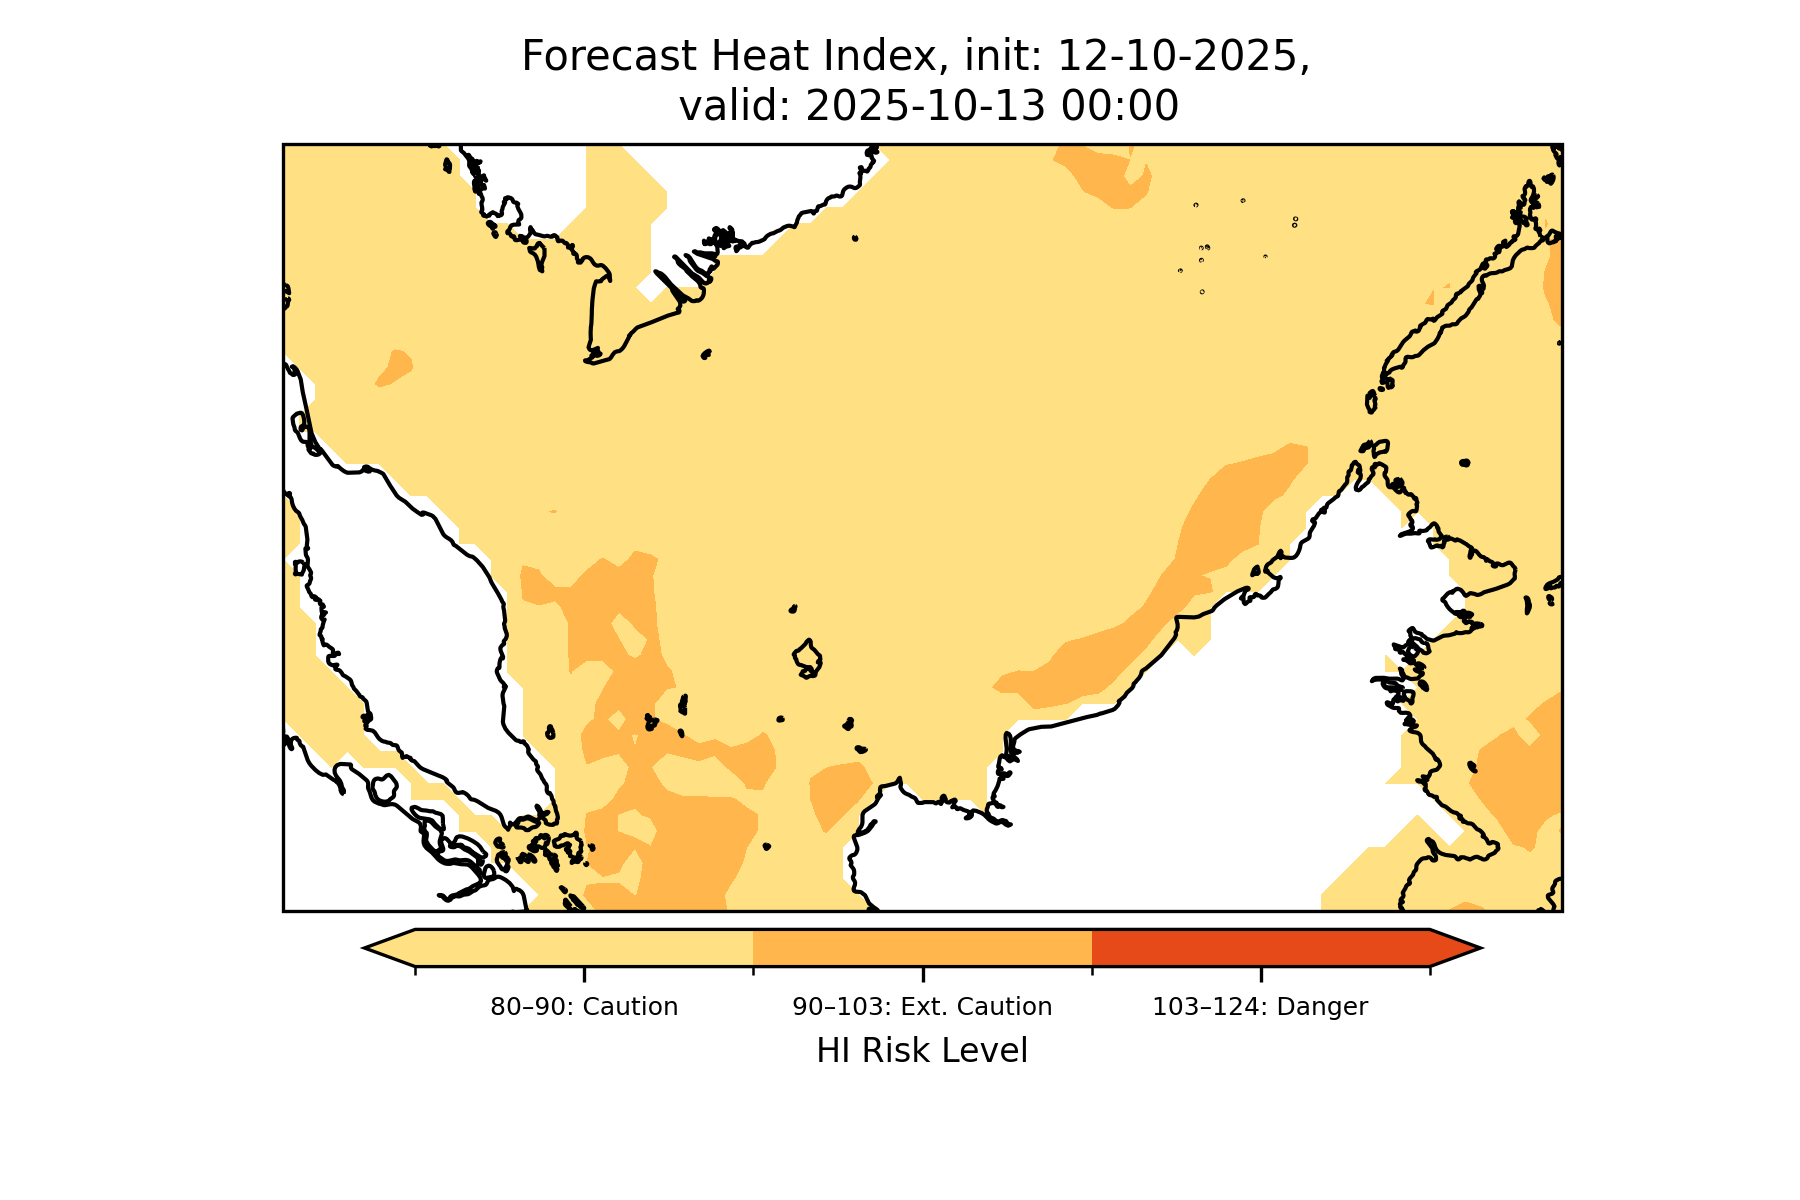 Forecast Heat Index, init: 12-10-2025,
valid: 2025-10-13 00:00
80–90: Caution
90–103: Ext. Caution
103–124: Danger
HI Risk Level